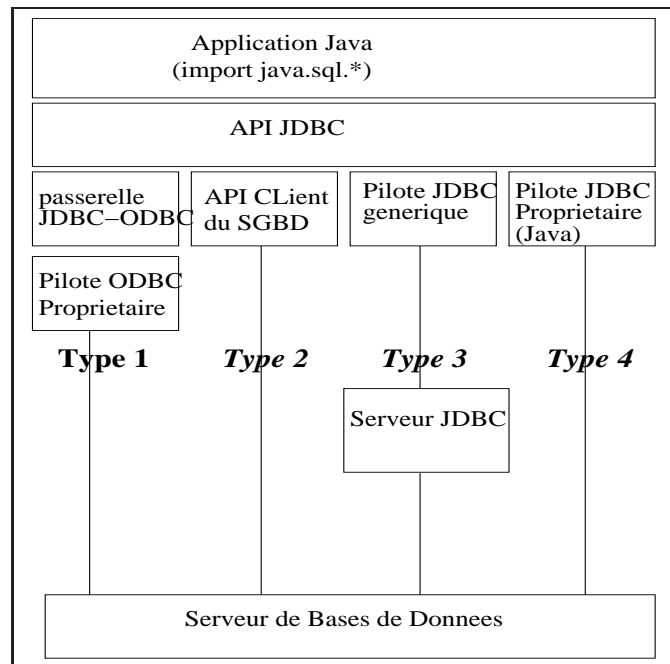 Application Java
(import java.sql.*)
API JDBC
passerelle
JDBC−ODBC
API CLient
du SGBD
Pilote JDBC
generique
Pilote JDBC
Proprietaire
(Java)
Pilote ODBC
Proprietaire
Type 1
Type 2
Type 3
Type 4
Serveur JDBC
Serveur de Bases de Donnees